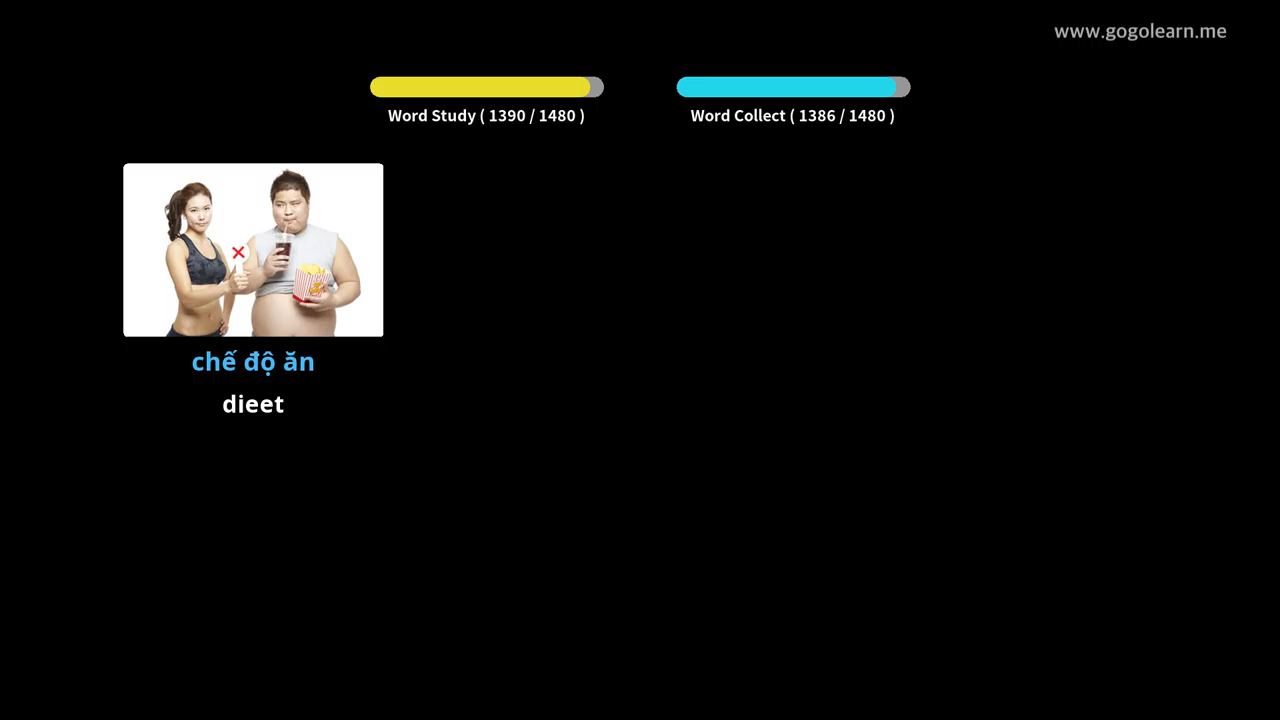 www.gogolearn.me
Word Study ( 1390 / 1480 )
Word Collect ( 1386 / 1480 )
chế độ ăn
dieet